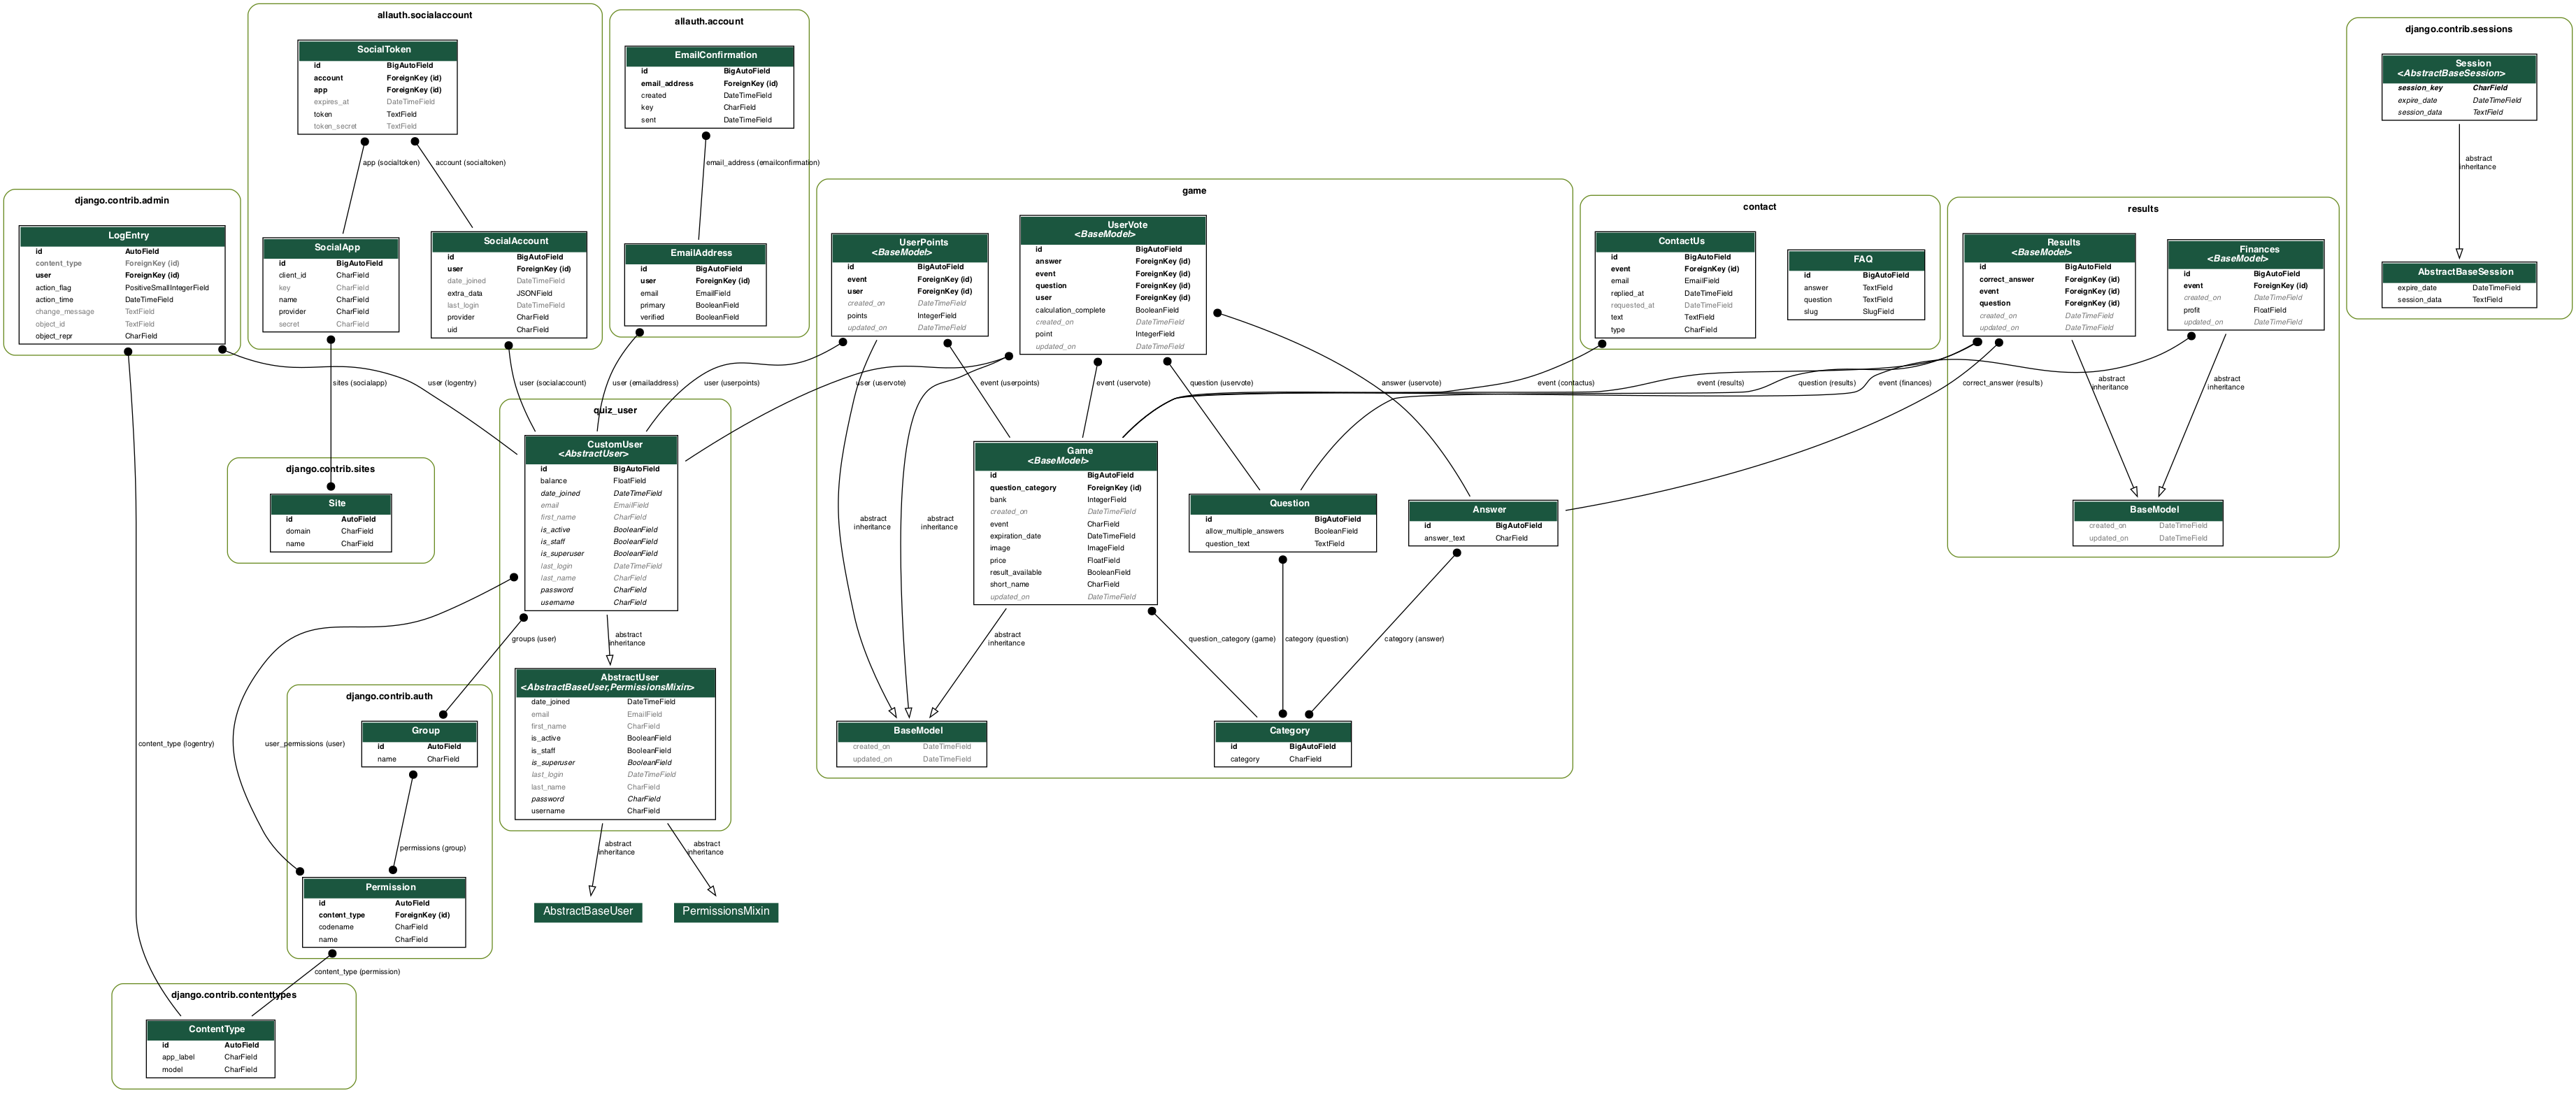 allauth.socialaccount
SocialToken
id BigAutoField
account ForeignKey (id)
app ForeignKey (id)
expires_at DateTimeField
token TextField
token_secret TextField
app (socialtoken)
account (socialtoken)
SocialApp
id BigAutoField
client_id CharField
key CharField
name CharField
provider CharField
secret CharField
SocialAccount
id BigAutoField
user ForeignKey (id)
date_joined DateTimeField
extra_data JSONField
last_login DateTimeField
provider CharField
uid CharField
allauth.account
EmailConfirmation
id BigAutoField
email_address ForeignKey (id)
created DateTimeField
key CharField
sent DateTimeField
email_address (emailconfirmation)
EmailAddress
id BigAutoField
user ForeignKey (id)
email EmailField
primary BooleanField
verified BooleanField
django.contrib.sessions
Session
<AbstractBaseSession>
session_key CharField
expire_date DateTimeField
session_data TextField
abstract
inheritance
AbstractBaseSession
expire_date DateTimeField
session_data TextField
django.contrib.admin
LogEntry
id AutoField
content_type ForeignKey (id)
user ForeignKey (id)
action_flag PositiveSmallIntegerField
action_time DateTimeField
change_message TextField
object_id TextField
object_repr CharField
game
UserPoints
<BaseModel>
id BigAutoField
event ForeignKey (id)
user ForeignKey (id)
created_on DateTimeField
points IntegerField
updated_on DateTimeField
UserVote
<BaseModel>
id BigAutoField
answer ForeignKey (id)
event ForeignKey (id)
question ForeignKey (id)
user ForeignKey (id)
calculation_complete BooleanField
created_on DateTimeField
point IntegerField
updated_on DateTimeField
contact
ContactUs
id BigAutoField
event ForeignKey (id)
email EmailField
replied_at DateTimeField
requested_at DateTimeField
text TextField
type CharField
FAQ
id BigAutoField
answer TextField
question TextField
slug SlugField
results
Results
<BaseModel>
id BigAutoField
correct_answer ForeignKey (id)
event ForeignKey (id)
question ForeignKey (id)
created_on DateTimeField
updated_on DateTimeField
Finances
<BaseModel>
id BigAutoField
event ForeignKey (id)
created_on DateTimeField
profit FloatField
updated_on DateTimeField
sites (socialapp)
user (logentry)
user (socialaccount)
user (emailaddress)
user (userpoints)
user (uservote)
event (userpoints)
event (uservote)
question (uservote)
answer (uservote)
event (contactus)
event (results)
question (results)
event (finances)
correct_answer (results)
abstract
inheritance
abstract
inheritance
quiz_user
CustomUser
<AbstractUser>
id BigAutoField
balance FloatField
date_joined DateTimeField
email EmailField
first_name CharField
is_active BooleanField
is_staff BooleanField
is_superuser BooleanField
last_login DateTimeField
last_name CharField
password CharField
username CharField
django.contrib.sites
Site
id AutoField
domain CharField
name CharField
abstract
inheritance
abstract
inheritance
Game
<BaseModel>
id BigAutoField
question_category ForeignKey (id)
bank IntegerField
created_on DateTimeField
event CharField
expiration_date DateTimeField
image ImageField
price FloatField
result_available BooleanField
short_name CharField
updated_on DateTimeField
Question
id BigAutoField
allow_multiple_answers BooleanField
question_text TextField
Answer
id BigAutoField
answer_text CharField
BaseModel
created_on DateTimeField
updated_on DateTimeField
groups (user)
abstract
inheritance
abstract
inheritance
question_category (game)
category (question)
category (answer)
AbstractUser
<AbstractBaseUser,PermissionsMixin>
date_joined DateTimeField
email EmailField
first_name CharField
is_active BooleanField
is_staff BooleanField
is_superuser BooleanField
last_login DateTimeField
last_name CharField
password CharField
username CharField
django.contrib.auth
Group
id AutoField
name CharField
content_type (logentry)
user_permissions (user)
BaseModel
created_on DateTimeField
updated_on DateTimeField
Category
id BigAutoField
category CharField
permissions (group)
abstract
inheritance
abstract
inheritance
Permission
id AutoField
content_type ForeignKey (id)
codename CharField
name CharField
AbstractBaseUser
PermissionsMixin
content_type (permission)
django.contrib.contenttypes
ContentType
id AutoField
app_label CharField
model CharField